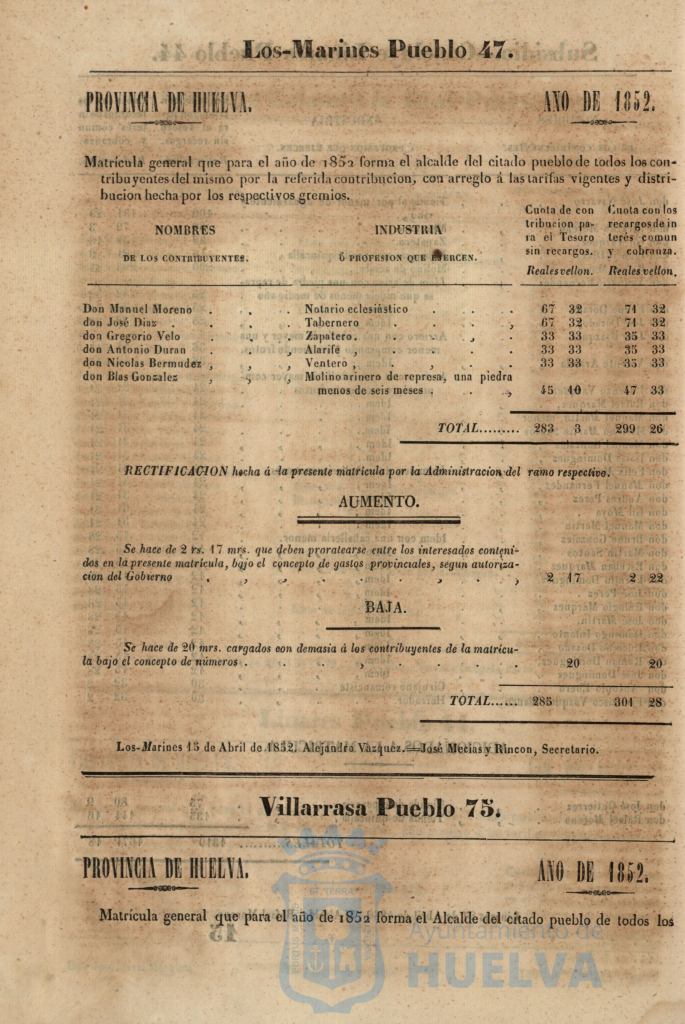 Los-Marines Pueblo 47.
PROVINCIA DE HUELVA. AÑO DE 1852.
Matrícula general que para el año de 1852 forma el alcalde del citado pueblo de todos los con-
tribuyentes del mismo por la referida contribucion, con arreglo á las tarifas vigentes y distri-
bucion hecha por los respectivos gremios.
NOMBRES
DE LOS CONTRIBUYENTES.
INDUSTRIA
Ó PROFESION QUE EJERCEN.
Cuota de con
tribucion pa-
ra el Tesoro
sin recargos.
Reales vellon.
Cuota con los
recargos de in
terés comun
y cobranza.
Reales vellon.
Don Manuel Moreno . . . Notario eclesiástico . . . 67 32 71 32
don José Diaz . . . . Tabernero . . . , 67 32 71 32
don Gregorio Velo . . . Zapatero. . . , . 33 33 35 33
don Antonio Duran . . , Alarife , . . . . 33 33 35 33
don Nicolas Bermudez , , , Ventero , . . . . 33 33 35 33
don Blas Gonzalez , , , Molino arinero de represa, una piedra
menos de seis meses . . , 45 10 47 33
TOTAL......... 283 3 299 26
RECTIFICACION hecha á la presente matrícula por la Administracion del ramo respectivo.
AUMENTO.
Se hace de 2 rs. 17 mrs. que deben proratearse entre los interesados conteni-
dos en la presente matrícula, bajo el concepto de gastos provinciales, segun autoriza-
cion del Gobierno , , , . , . , 2 17 2 22
BAJA.
Se hace de 20 mrs. cargados con demasia á los contribuyentes de la matrícu-
la bajo el concepto de números . . . , . . . . 20 20
TOTAL...... 285 301 28
Los-Marines 15 de Abril de 1852. Alejandro Vazquez.—José Mecias y Rincon, Secretario.
Villarrasa Pueblo 75.
PROVINCIA DE HUELVA. AÑO DE 1852.
Matrícula general que para el año de 1852 forma el Alcalde del citado pueblo de todos los
Ayuntamiento de
HUELVA